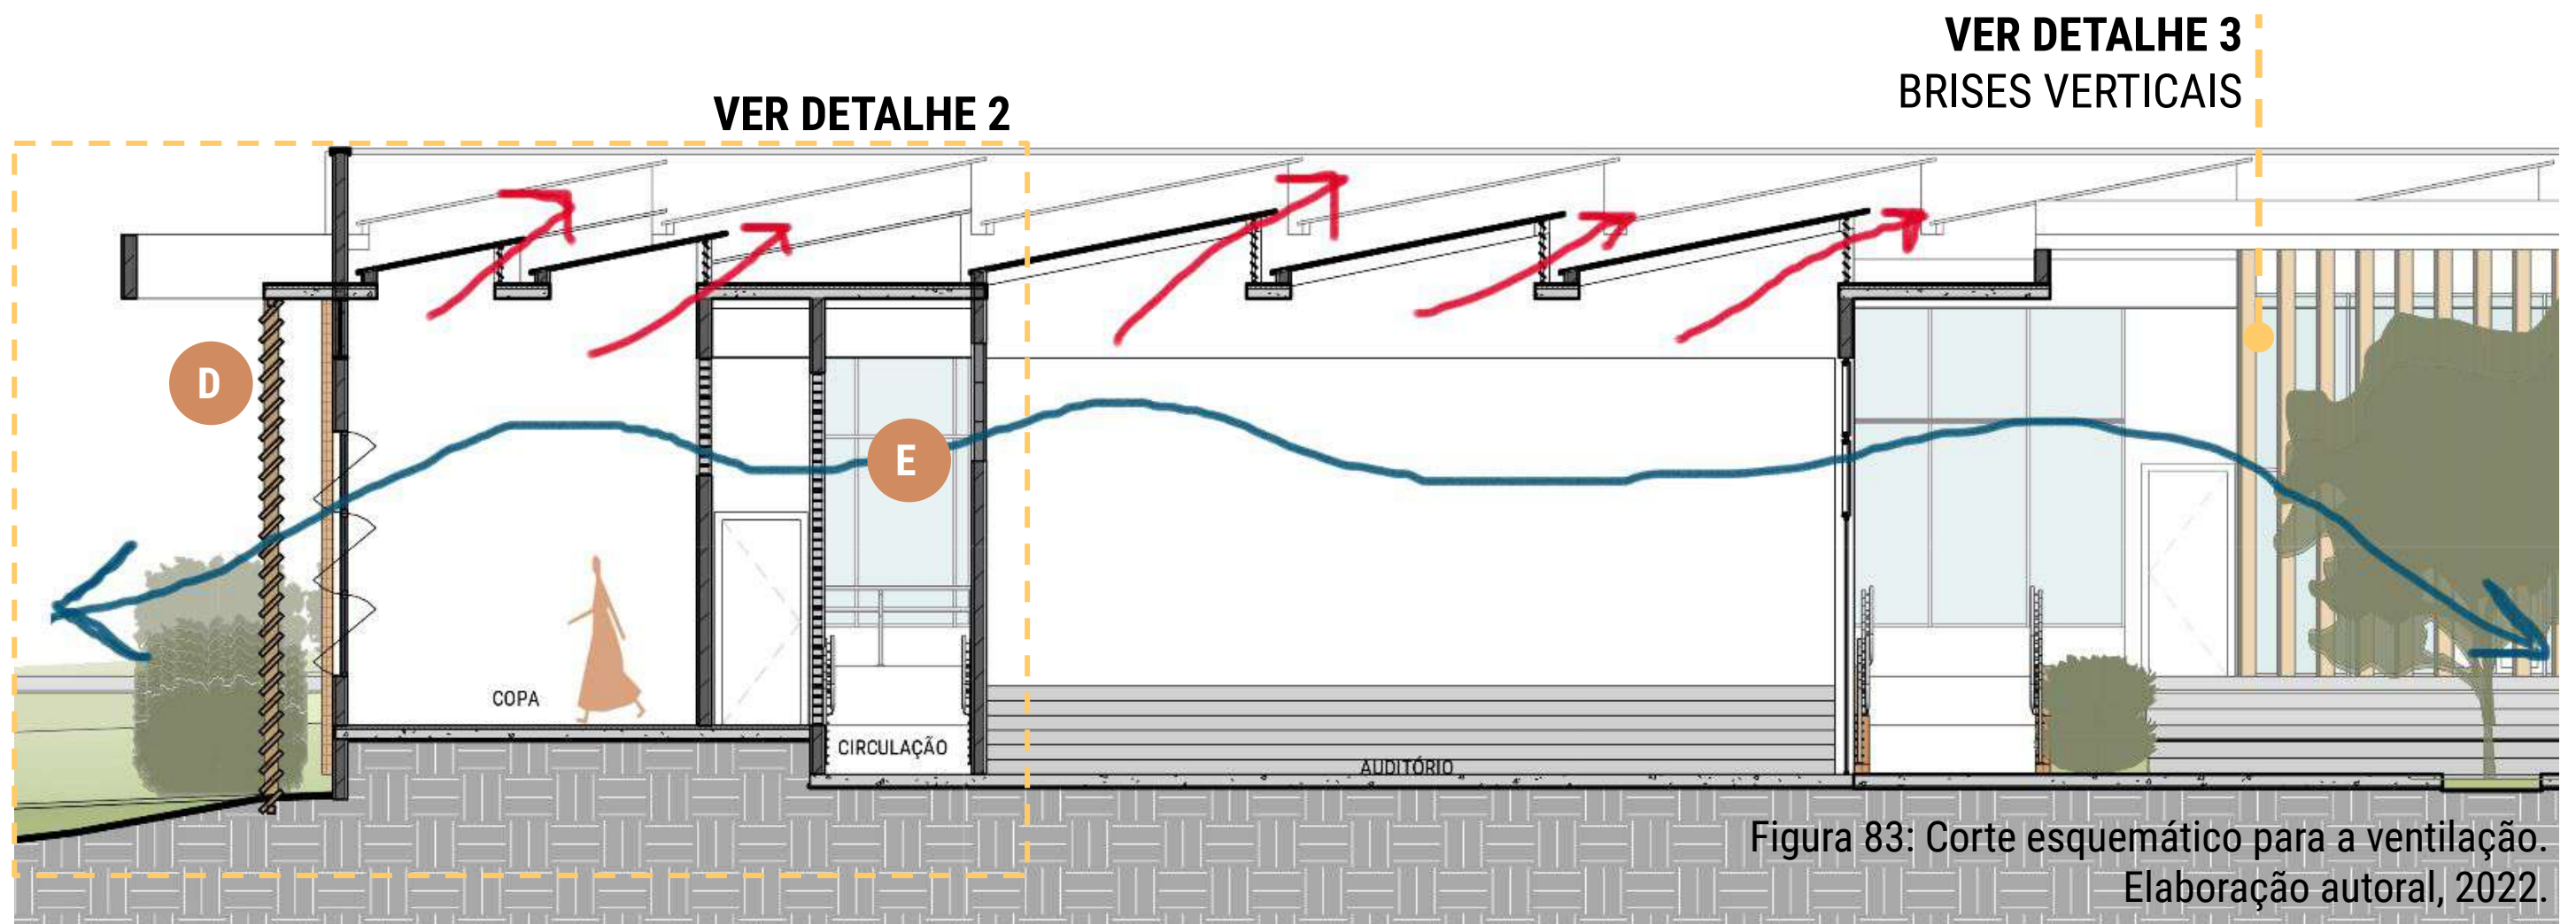 VER DETALHE 3
BRISES VERTICAIS
VER DETALHE 2
D
E
COPA
CIRCULAÇÃO
AUDITÓRIO
Figura 83: Corte esquemático para a ventilação.
Elaboração autoral, 2022.